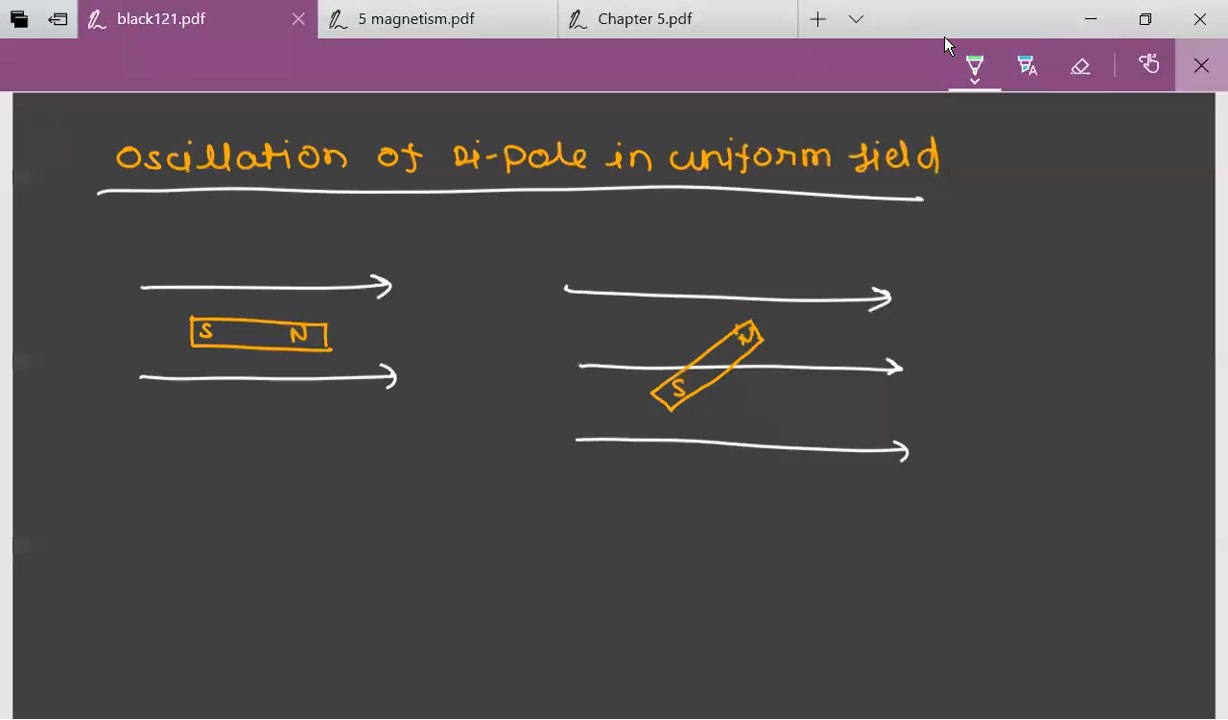 black121.pdf
5 magnetism.pdf
Chapter 5.pdf
Oscillation of Di-pole in uniform field
S N
N
S